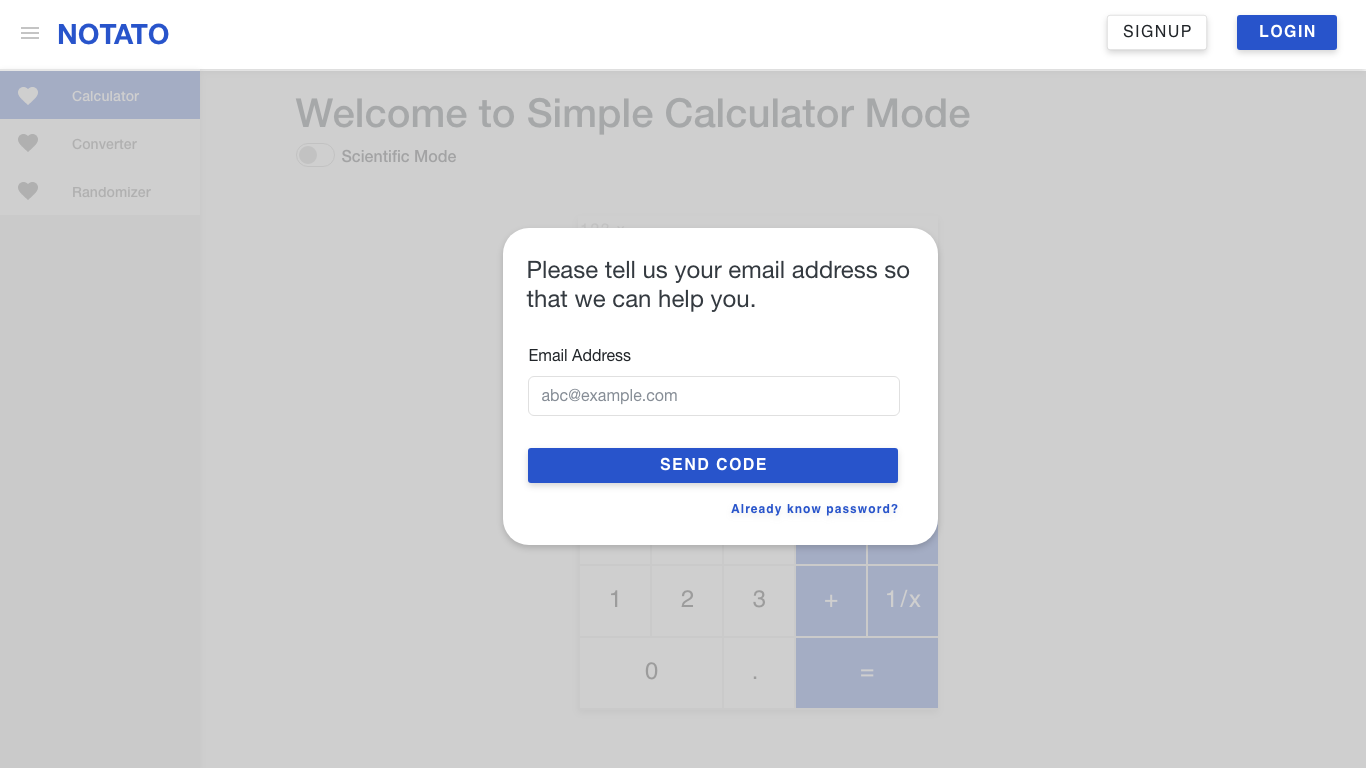 NOTATO
SIGNUP
LOGIN
Calculator
Converter
Randomizer
Welcome to Simple Calculator Mode
Scientific Mode
Please tell us your email address so
that we can help you.
Email Address
abc@example.com
SEND CODE
Already know password?
1 2 3 + 1/x
0 . =